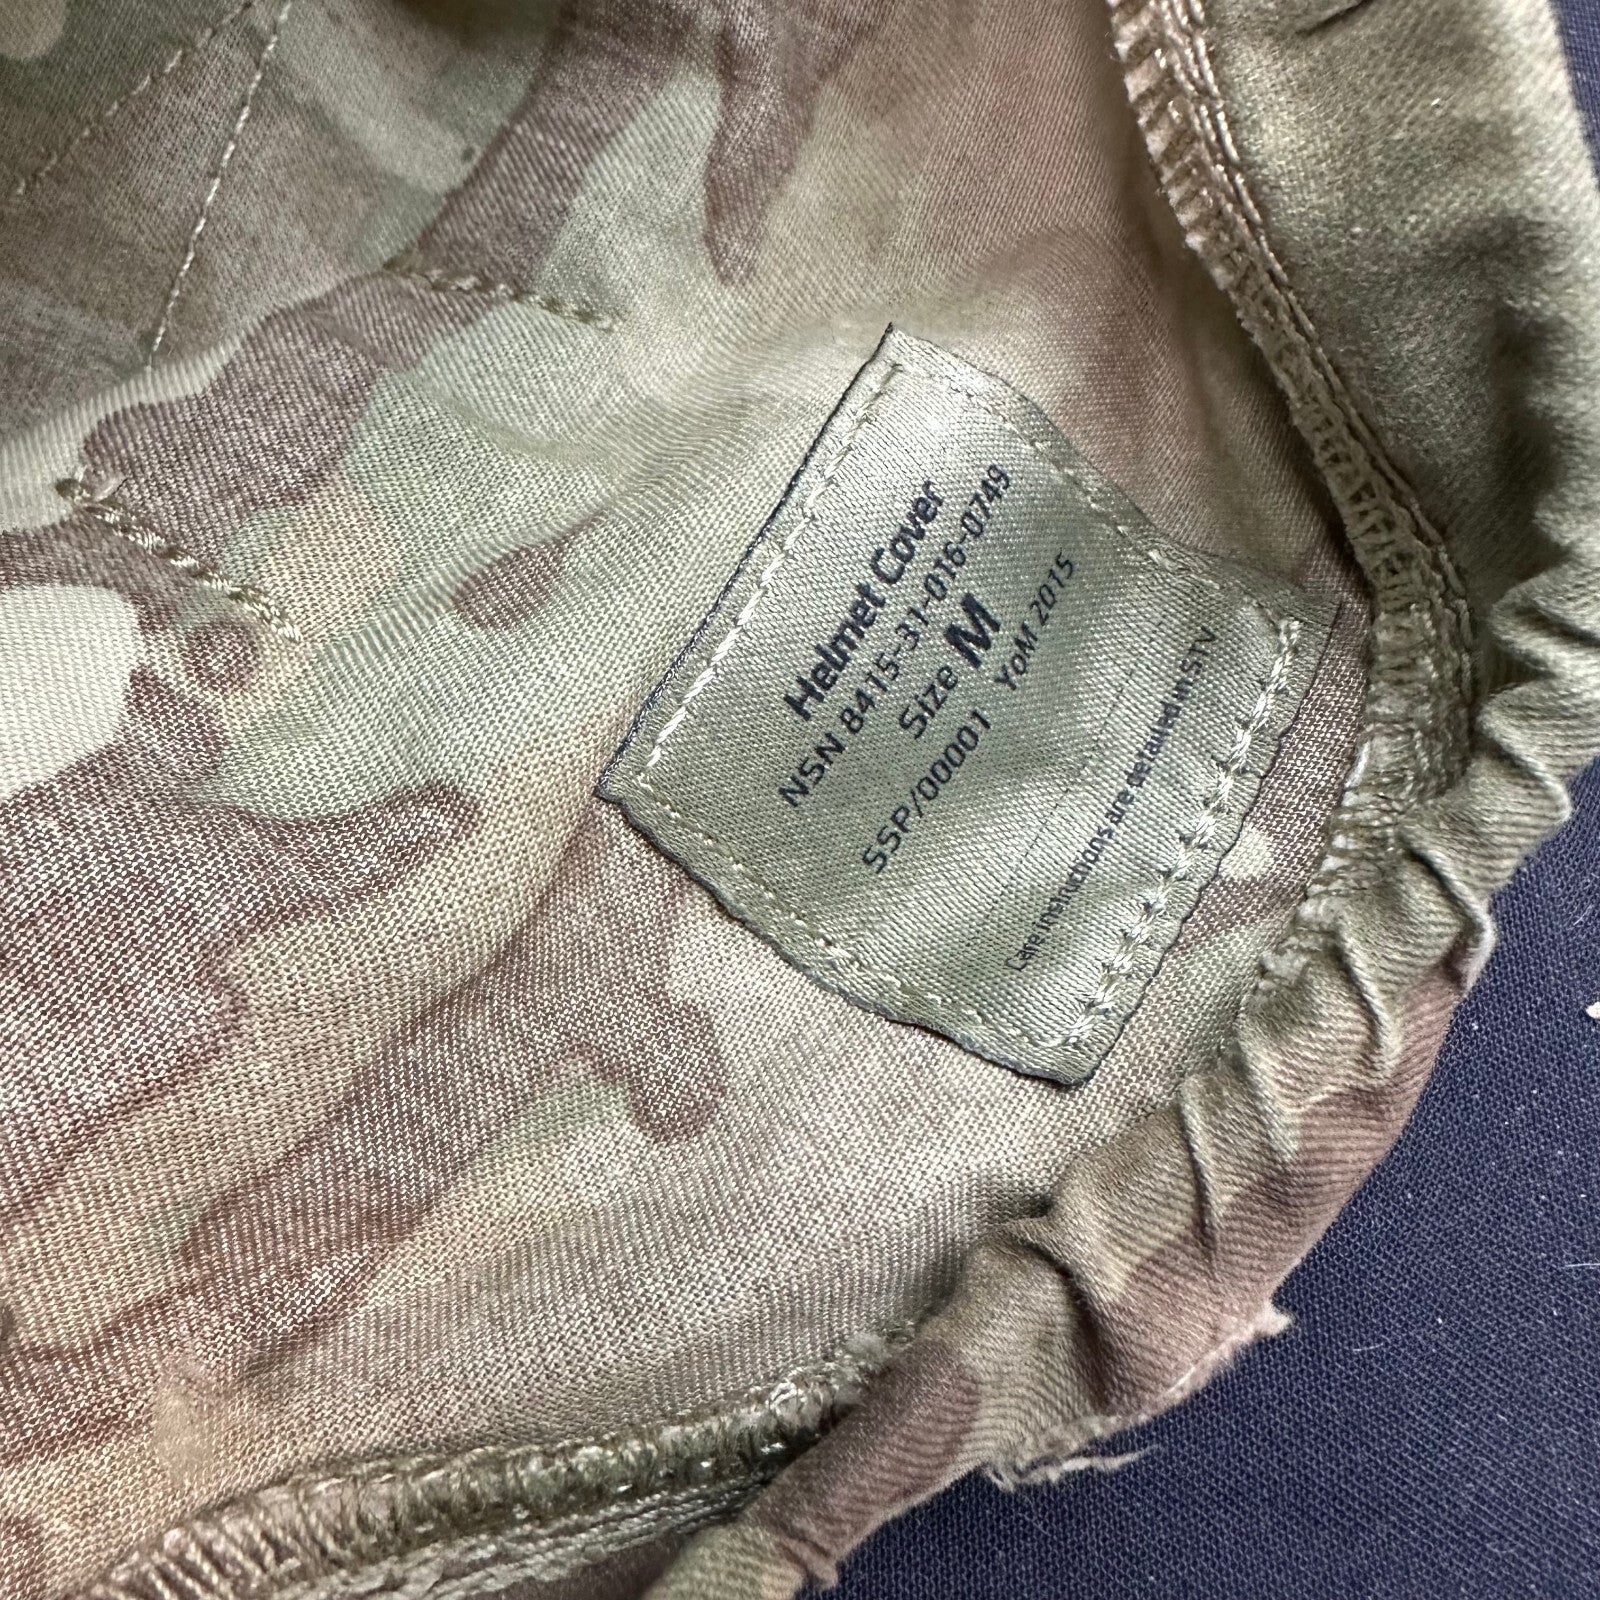 Helmet Cover
NSN 8415-31-016-0749
Size M
SSP/00001 YoM 2015
Care instructions are detailed in STV